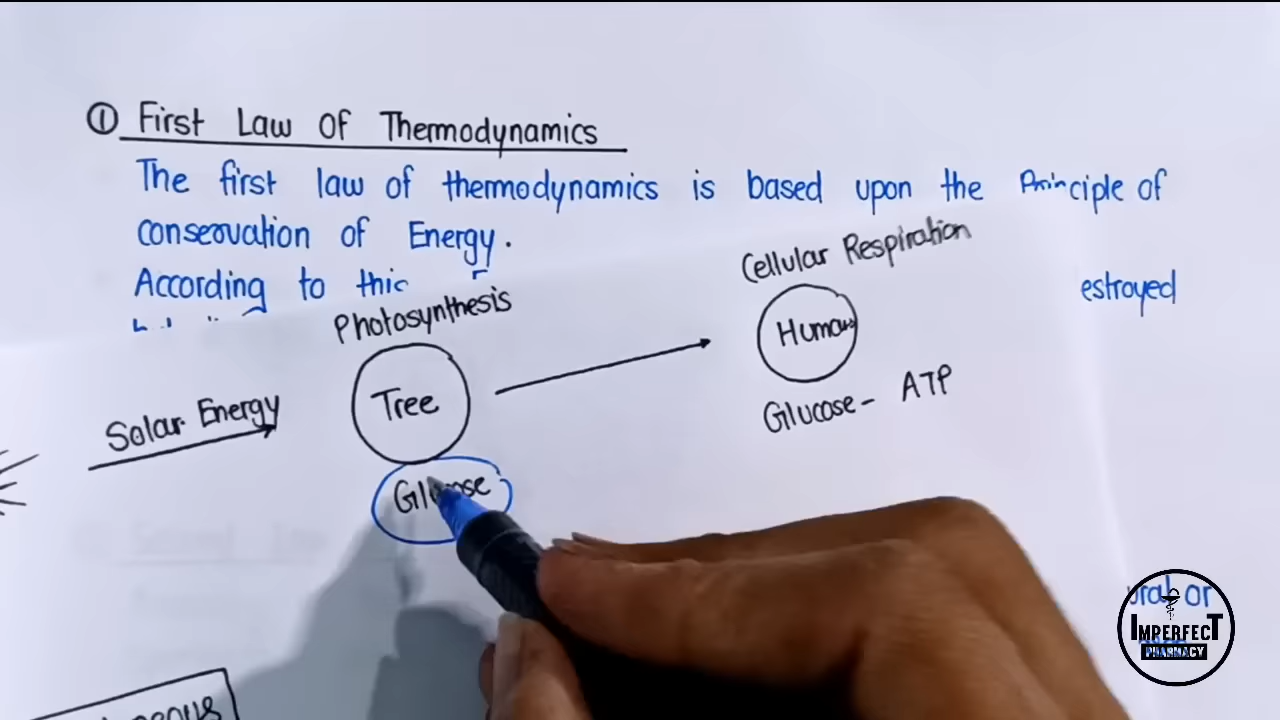 ① First Law Of Thermodynamics
The first law of thermodynamics is based upon the Principle of
conservation of Energy.
According to this
estroyed
Photosynthesis
Cellular Respiration
Solar Energy
Tree
Human
Glucose
Glucose - ATP
or
IMPERFECT
PHARMACY